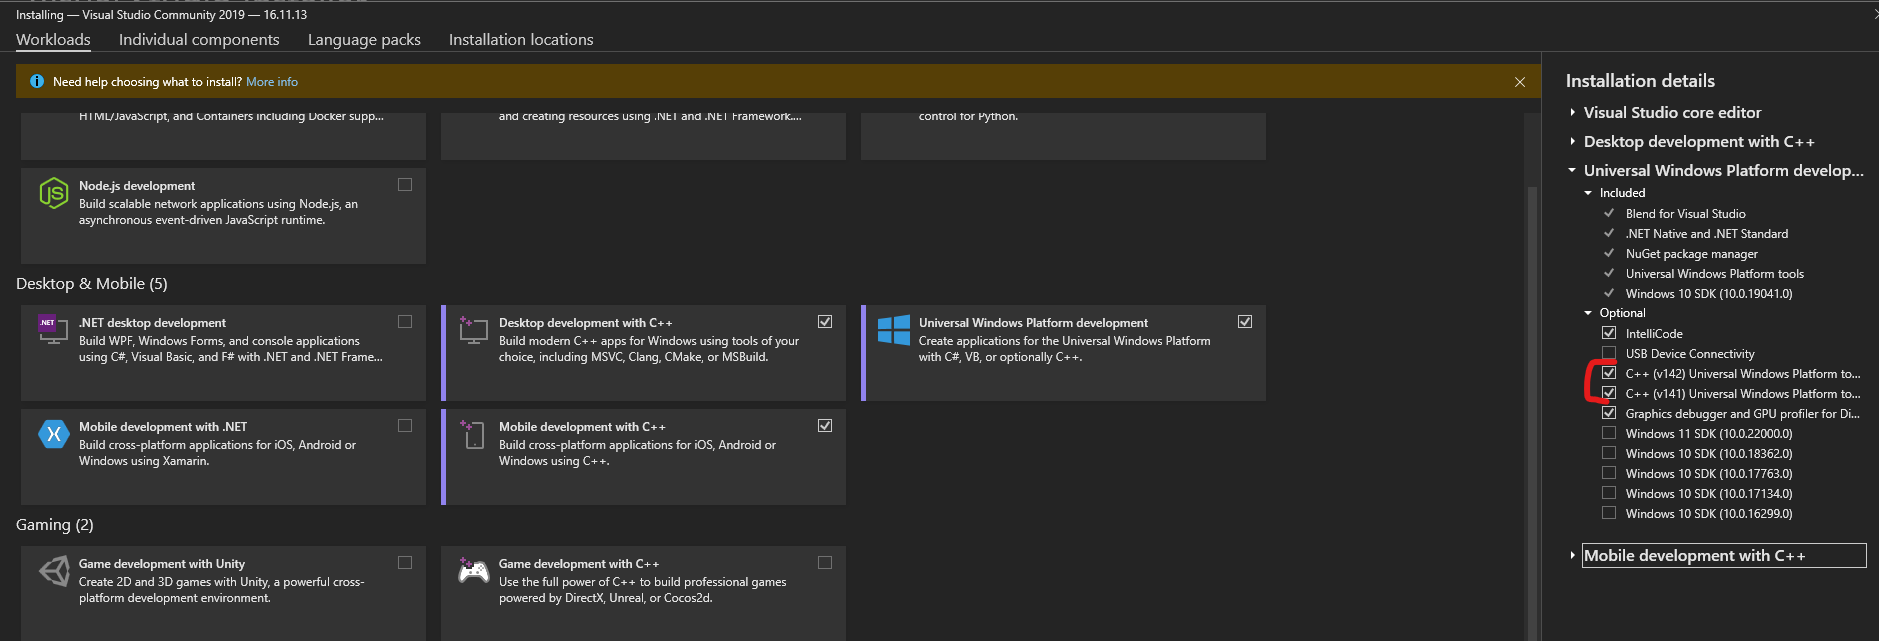 Installing — Visual Studio Community 2019 — 16.11.13
Workloads
Individual components
Language packs
Installation locations
Need help choosing what to install? More info
HTML/JavaScript, and Containers including Docker supp...
and creating resources using .NET and .NET Framework....
control for Python.
Node.js development
Build scalable network applications using Node.js, an
asynchronous event-driven JavaScript runtime.
Desktop & Mobile (5)
.NET
.NET desktop development
Build WPF, Windows Forms, and console applications
using C#, Visual Basic, and F# with .NET and .NET Frame...
Desktop development with C++
Build modern C++ apps for Windows using tools of your
choice, including MSVC, Clang, CMake, or MSBuild.
Universal Windows Platform development
Create applications for the Universal Windows Platform
with C#, VB, or optionally C++.
Mobile development with .NET
Build cross-platform applications for iOS, Android or
Windows using Xamarin.
Mobile development with C++
Build cross-platform applications for iOS, Android or
Windows using C++.
Gaming (2)
Game development with Unity
Create 2D and 3D games with Unity, a powerful cross-
platform development environment.
Game development with C++
Use the full power of C++ to build professional games
powered by DirectX, Unreal, or Cocos2d.
Installation details
Visual Studio core editor
Desktop development with C++
Universal Windows Platform develop...
Included
Blend for Visual Studio
.NET Native and .NET Standard
NuGet package manager
Universal Windows Platform tools
Windows 10 SDK (10.0.19041.0)
Optional
IntelliCode
USB Device Connectivity
C++ (v142) Universal Windows Platform to...
C++ (v141) Universal Windows Platform to...
Graphics debugger and GPU profiler for Di...
Windows 11 SDK (10.0.22000.0)
Windows 10 SDK (10.0.18362.0)
Windows 10 SDK (10.0.17763.0)
Windows 10 SDK (10.0.17134.0)
Windows 10 SDK (10.0.16299.0)
Mobile development with C++